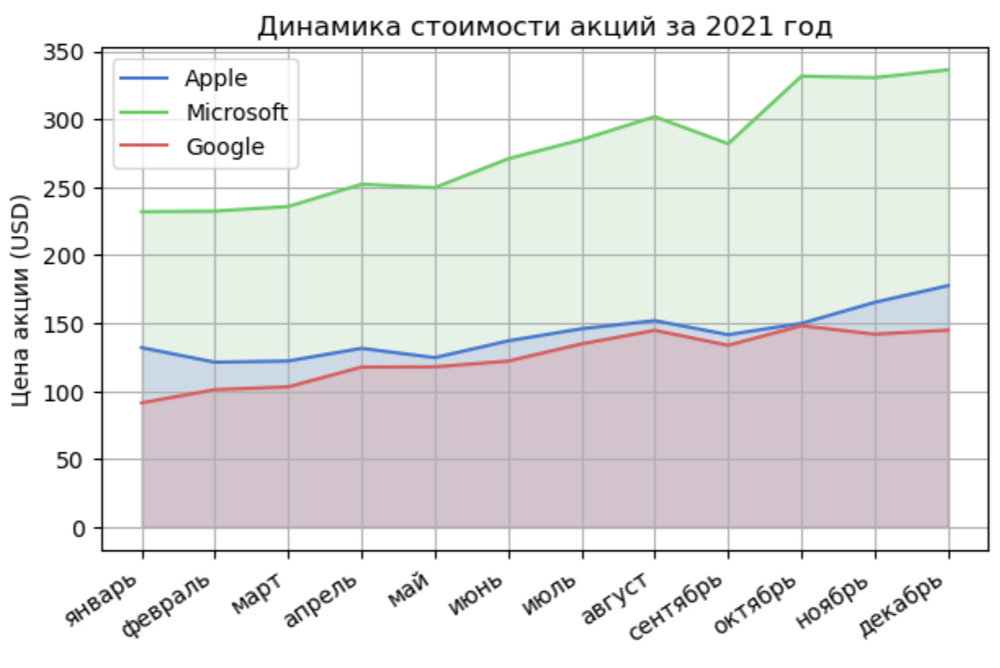 Динамика стоимости акций за 2021 год
Apple
Microsoft
Google
Цена акции (USD)
350
300
250
200
150
100
50
0
январь
февраль
март
апрель
май
июнь
июль
август
сентябрь
октябрь
ноябрь
декабрь